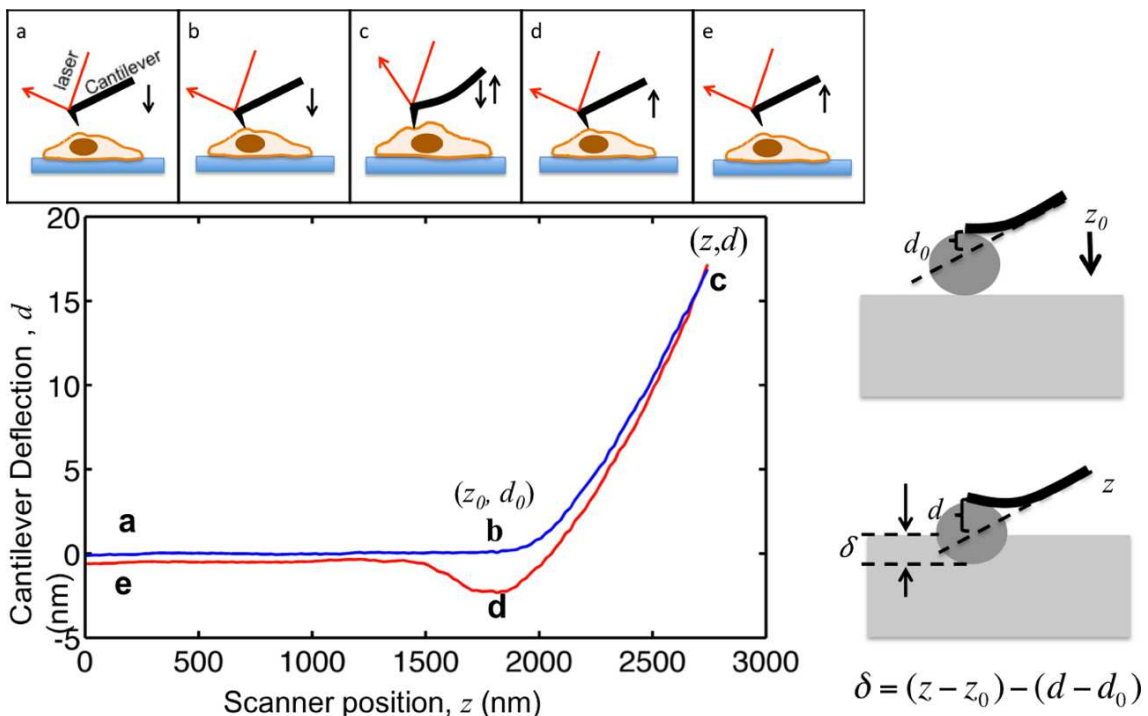 a
b
c
d
e
laser
Cantilever
20
15
10
5
0
-5
Cantilever Deflection , d
(nm)
(z,d)
c
(z₀, d₀)
b
a
e
d
0 500 1000 1500 2000 2500 3000
Scanner position, z (nm)
d₀
z₀
d
z
δ
δ = (z − z₀) − (d − d₀)